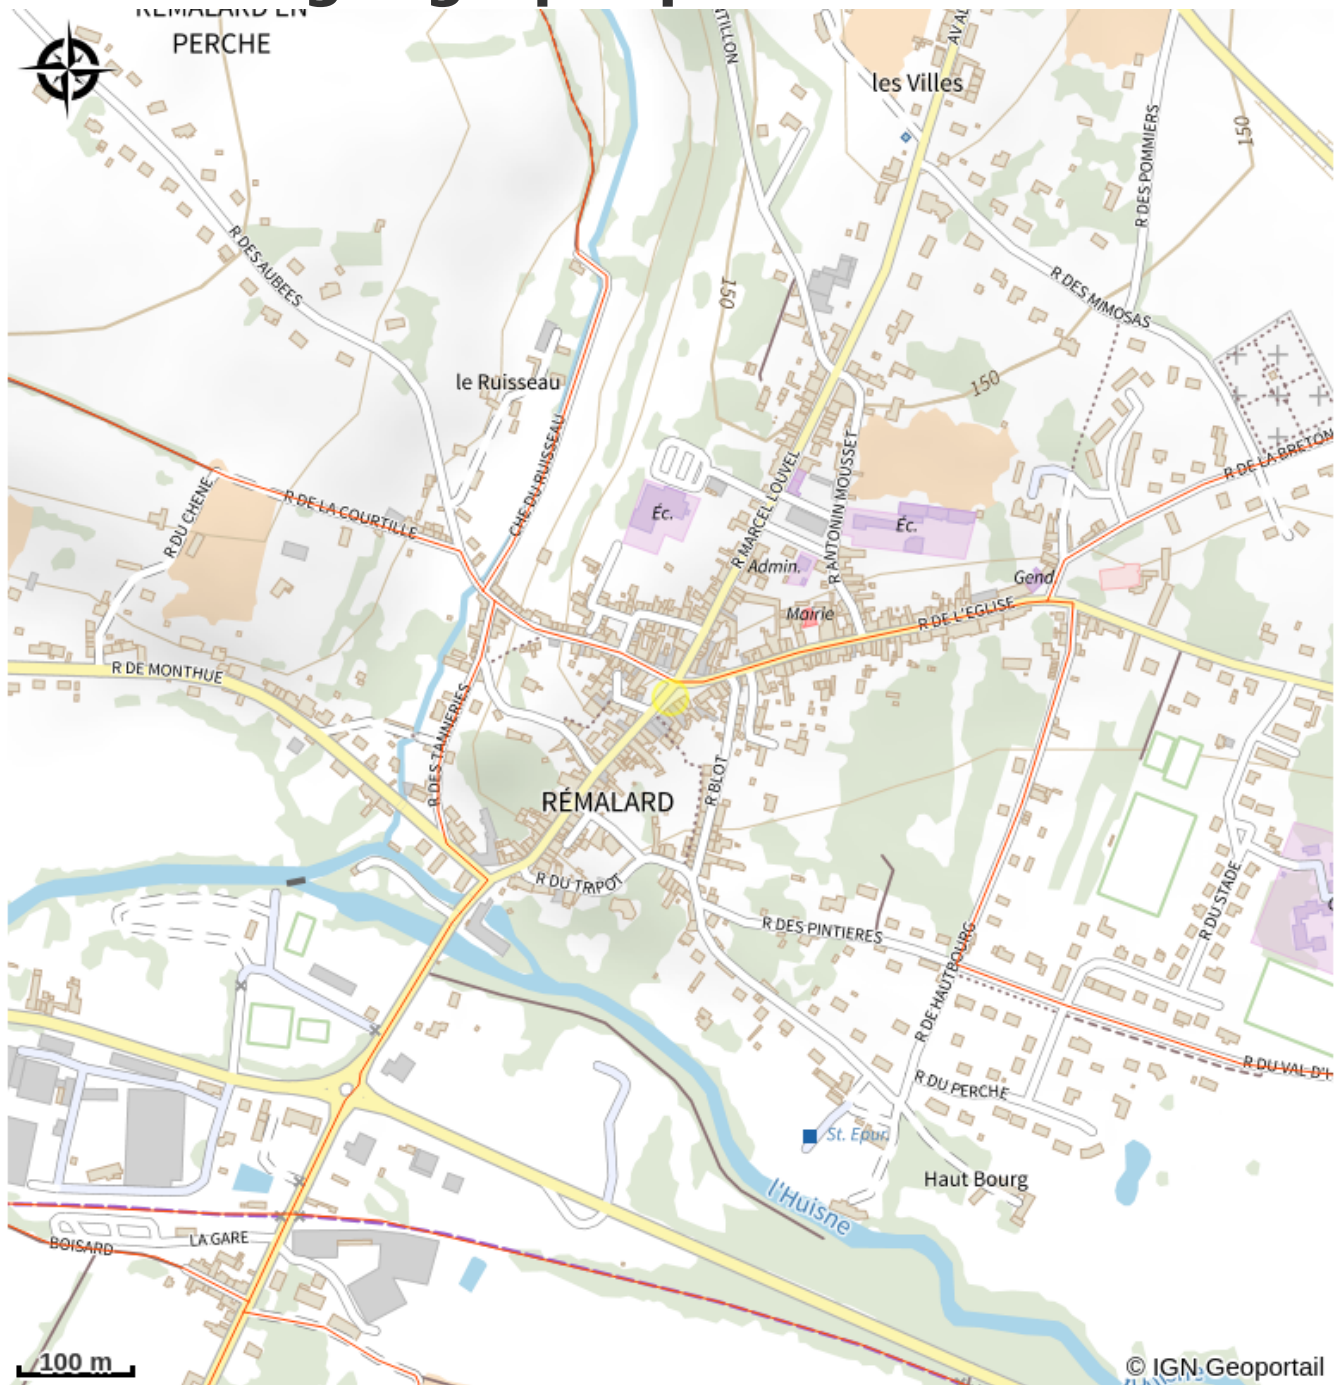 RÉMALARD EN
PERCHE
NTILLON
les Villes
150
R DES POMMIERS
R DES AUBEES
150
R DES MIMOSAS
le Ruisseau
150
R DU CHENE
R DE LA COURTILLE
CHE DU RUISSEAU
R MARCEL LOUVEL
R ANTONIN MOUSSET
R DE LA BRETON
Éc.
Éc.
Admin.
Gend.
Mairie
R DE L'EGLISE
R DE MONTHUE
R DES TANNERIES
R BLOT
RÉMALARD
R DU TRIPOT
R DES PINTIERES
R DU STADE
R DE HAUTBOURG
R DU VAL D'
R DU PERCHE
St. Epur.
Haut Bourg
l'Huisne
BOISARD
LA GARE
100 m
© IGN Geoportail